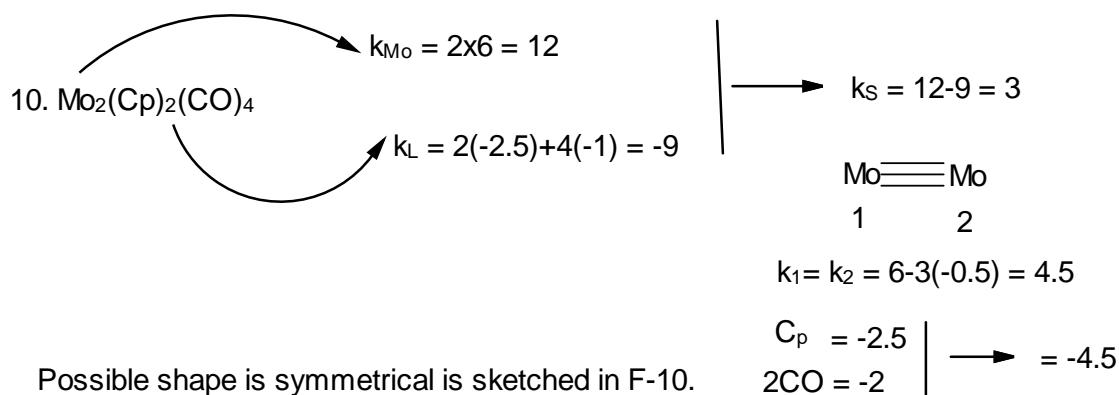 k_Mo = 2x6 = 12
10. Mo₂(Cp)₂(CO)₄
k_S = 12-9 = 3
k_L = 2(-2.5)+4(-1) = -9
Mo Mo
1 2
k₁= k₂ = 6-3(-0.5) = 4.5
C_p = -2.5
= -4.5
2CO = -2
Possible shape is symmetrical is sketched in F-10.